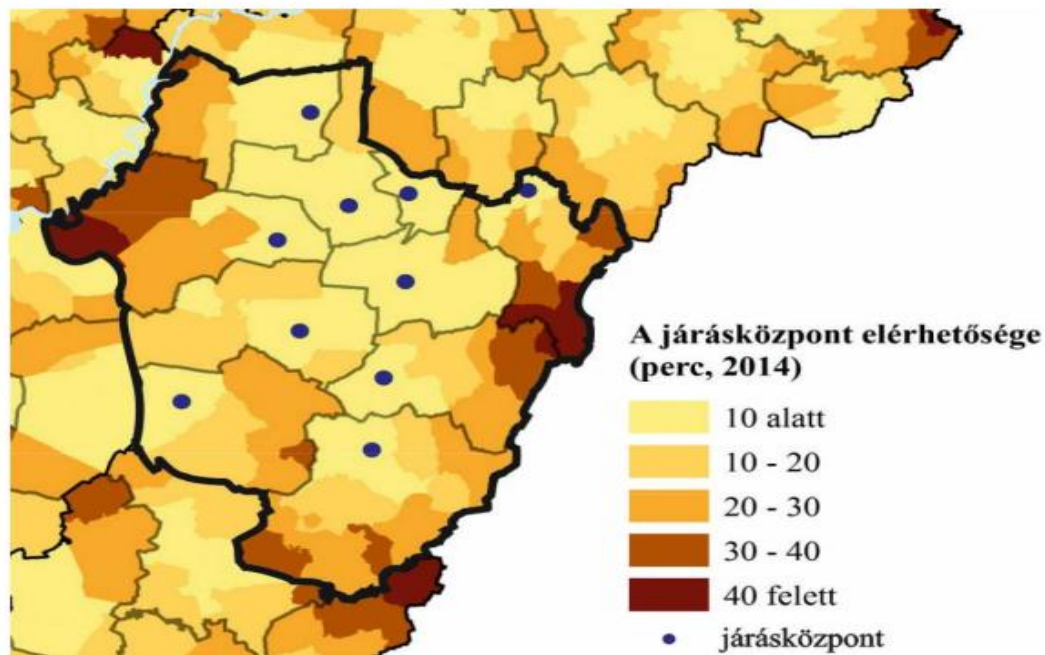 A járásközpont elérhetősége
(perc, 2014)
10 alatt
10 - 20
20 - 30
30 - 40
40 felett
járásközpont